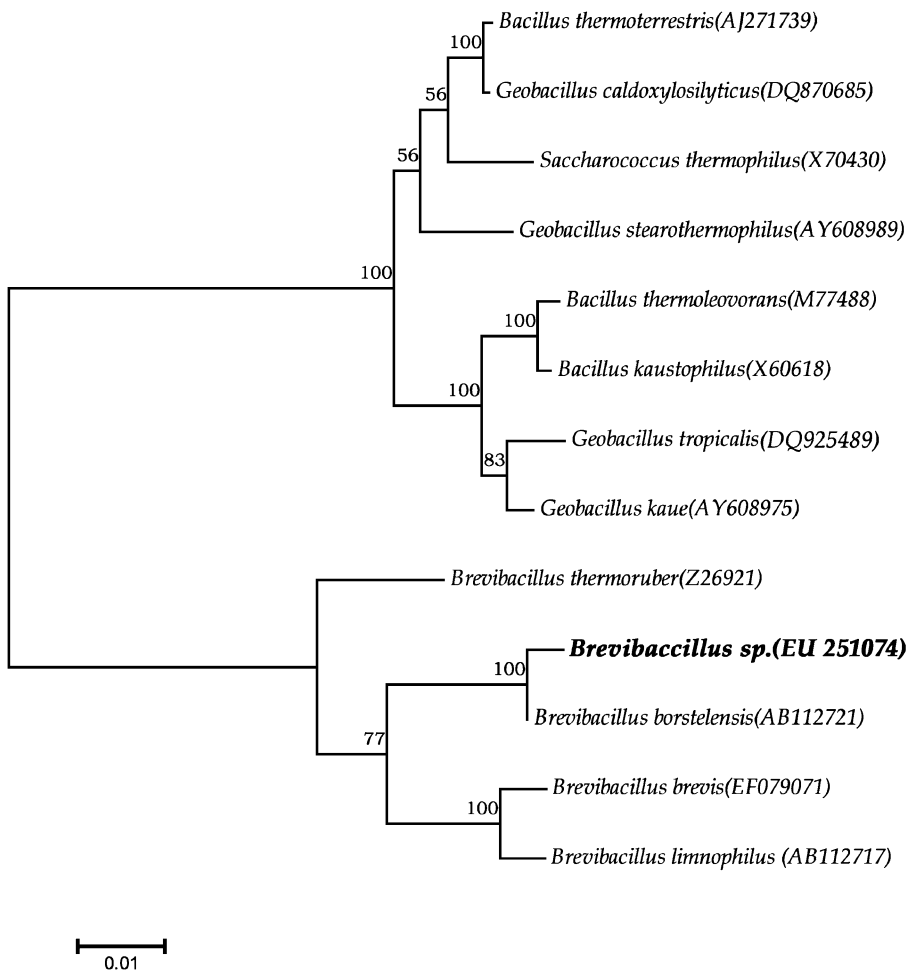 Bacillus thermoterrestris(AJ271739)
100
Geobacillus caldoxylosilyticus(DQ870685)
56
56
Saccharococcus thermophilus(X70430)
Geobacillus stearothermophilus(AY608989)
100
Bacillus thermoleovorans(M77488)
100
Bacillus kaustophilus(X60618)
100
Geobacillus tropicalis(DQ925489)
83
Geobacillus kaue(AY608975)
Brevibacillus thermoruber(Z26921)
Brevibaccillus sp.(EU 251074)
100
Brevibacillus borstelensis(AB112721)
77
Brevibacillus brevis(EF079071)
100
Brevibacillus limnophilus (AB112717)
0.01